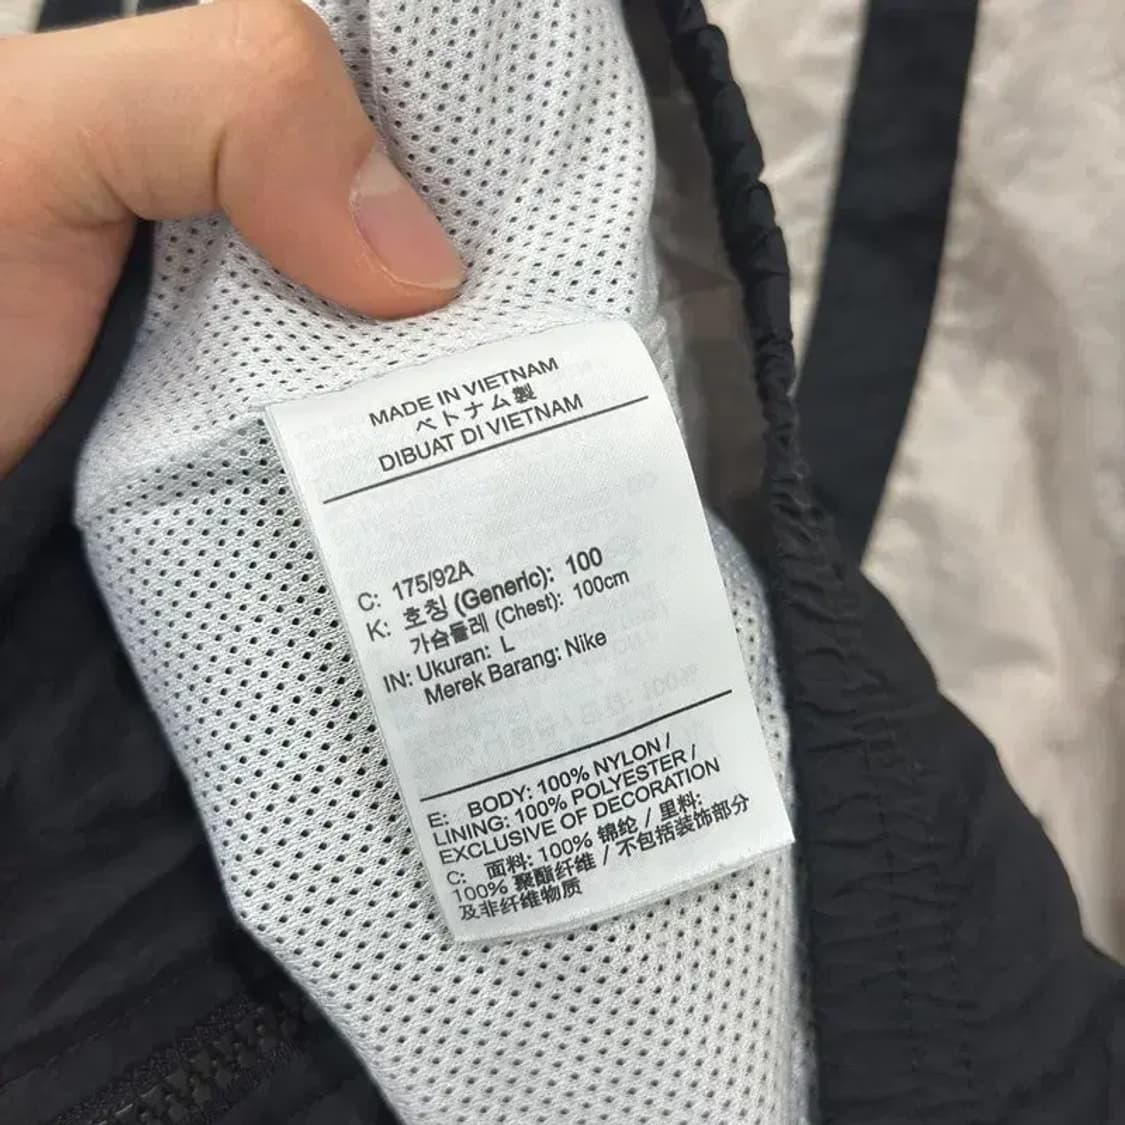 MADE IN VIETNAM
ベトナム製
DIBUAT DI VIETNAM
C: 175/92A
K: 호칭 (Generic): 100
가슴둘레 (Chest): 100cm
IN: Ukuran: L
Merek Barang: Nike
E: BODY: 100% NYLON /
LINING: 100% POLYESTER /
EXCLUSIVE OF DECORATION
C: 面料: 100% 锦纶 / 里料:
100% 聚酯纤维 / 不包括装饰部分
及非纤维物质